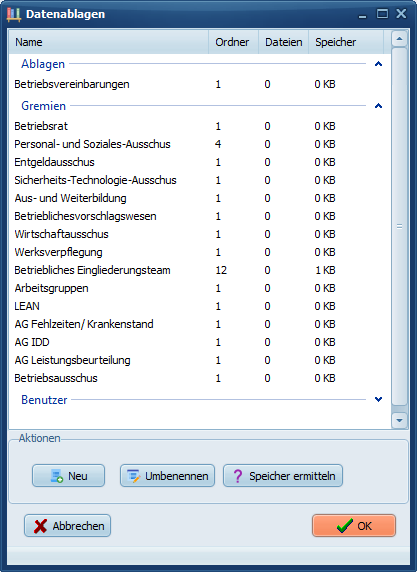 Datenablagen
Name Ordner Dateien Speicher
Ablagen
Betriebsvereinbarungen 1 0 0 KB
Gremien
Betriebsrat 1 0 0 KB
Personal- und Soziales-Ausschus 4 0 0 KB
Entgeldausschus 1 0 0 KB
Sicherheits-Technologie-Ausschus 1 0 0 KB
Aus- und Weiterbildung 1 0 0 KB
Betrieblichesvorschlagswesen 1 0 0 KB
Wirtschaftausschus 1 0 0 KB
Werksverpflegung 1 0 0 KB
Betriebliches Eingliederungsteam 12 0 1 KB
Arbeitsgruppen 1 0 0 KB
LEAN 1 0 0 KB
AG Fehlzeiten/ Krankenstand 1 0 0 KB
AG IDD 1 0 0 KB
AG Leistungsbeurteilung 1 0 0 KB
Betriebsausschus 1 0 0 KB
Benutzer
Aktionen
Neu Umbenennen ? Speicher ermitteln
Abbrechen OK